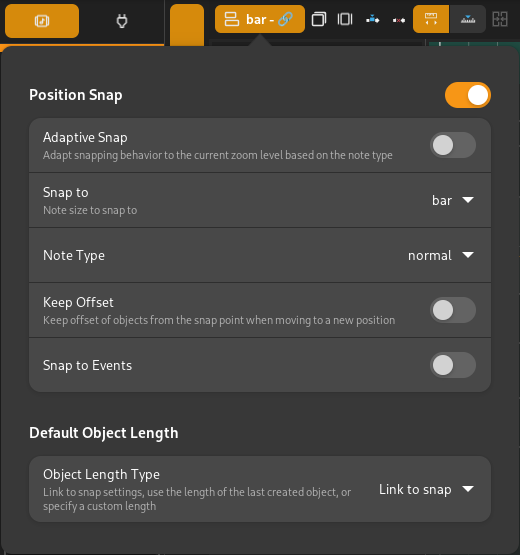 bar - 🔗
Position Snap
Adaptive Snap
Adapt snapping behavior to the current zoom level based on the note type
Snap to
Note size to snap to
bar
Note Type
normal
Keep Offset
Keep offset of objects from the snap point when moving to a new position
Snap to Events
Default Object Length
Object Length Type
Link to snap settings, use the length of the last created object, or
specify a custom length
Link to snap